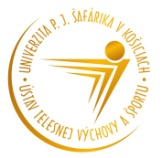 UNIVERZITA P. J. ŠAFÁRIKA V KOŠICIACH
ÚSTAV TELESNEJ VÝCHOVY A ŠPORTU